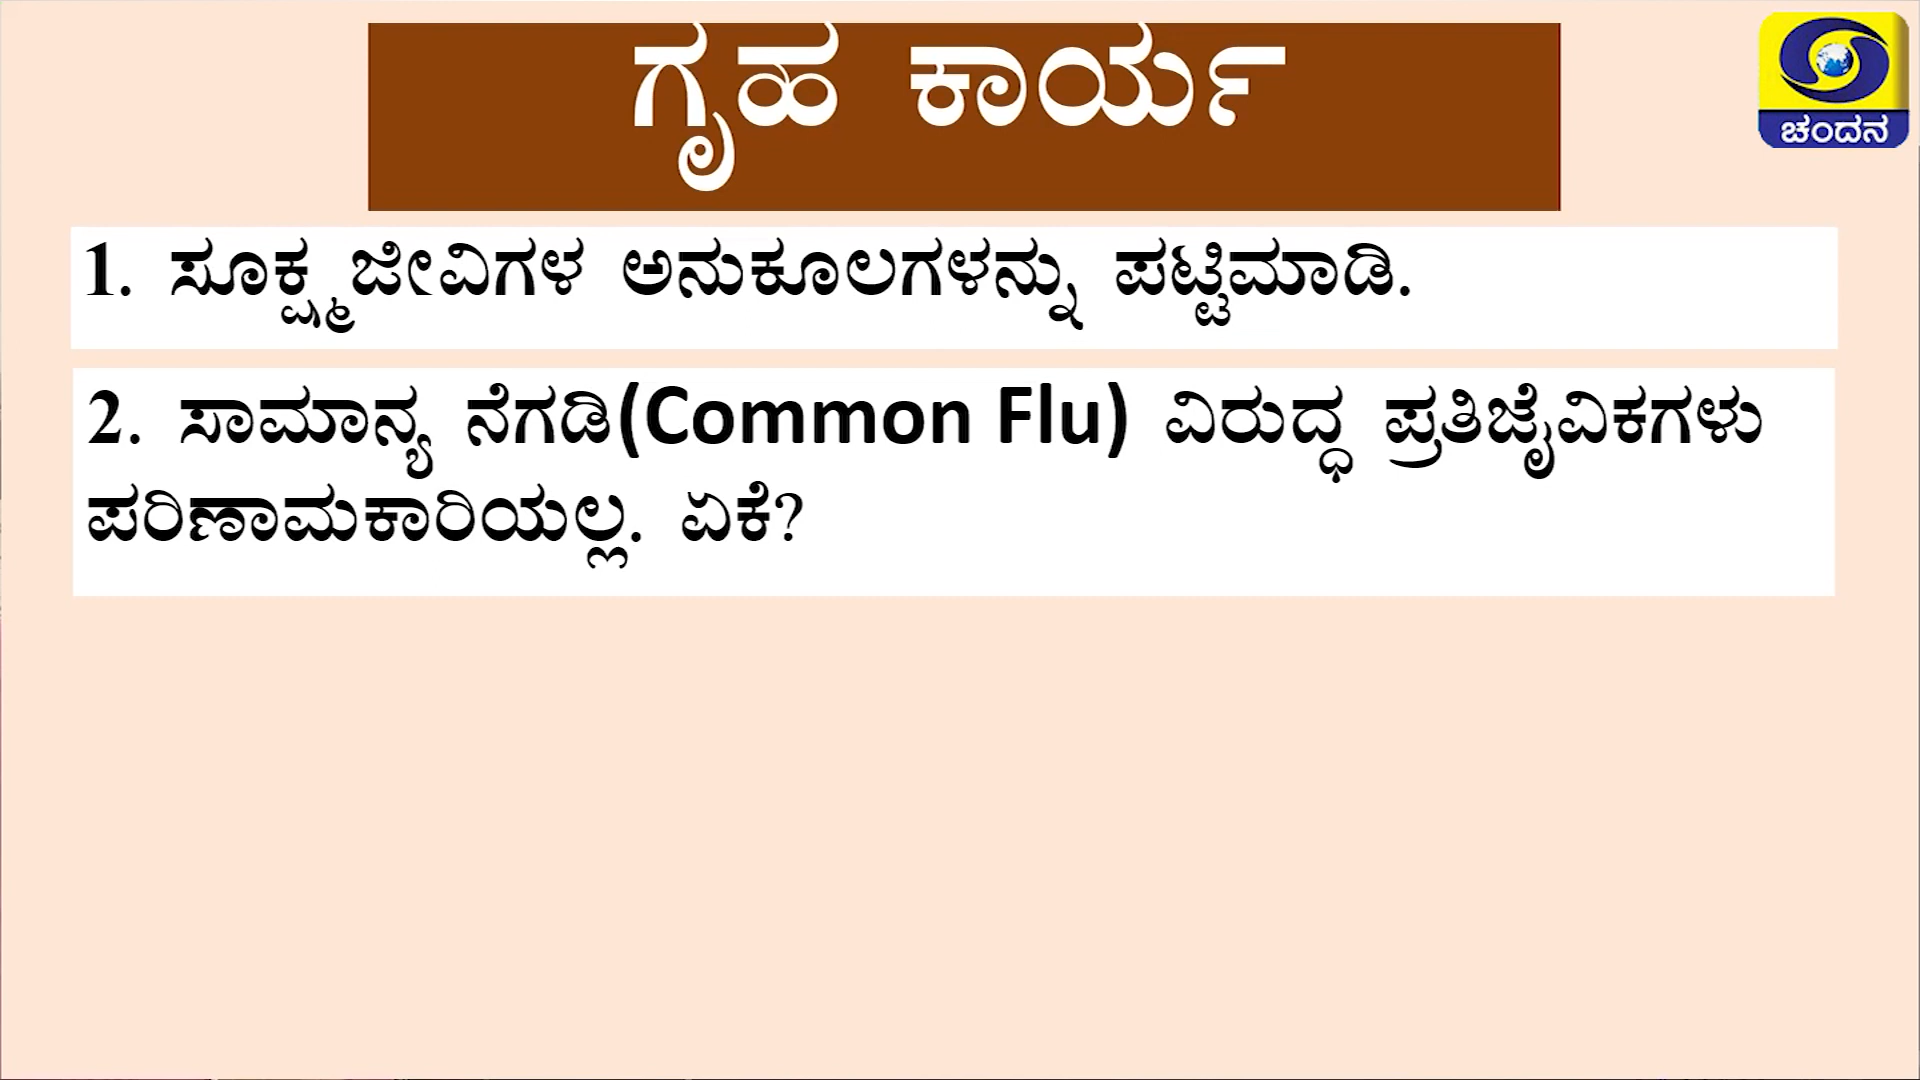 ಗೃಹ ಕಾರ್ಯ
ಚಂದನ
1. ಸೂಕ್ಷ್ಮಜೀವಿಗಳ ಅನುಕೂಲಗಳನ್ನು ಪಟ್ಟಿಮಾಡಿ.
2. ಸಾಮಾನ್ಯ ನೆಗಡಿ(Common Flu) ವಿರುದ್ಧ ಪ್ರತಿಜೈವಿಕಗಳು
ಪರಿಣಾಮಕಾರಿಯಲ್ಲ. ಏಕೆ?